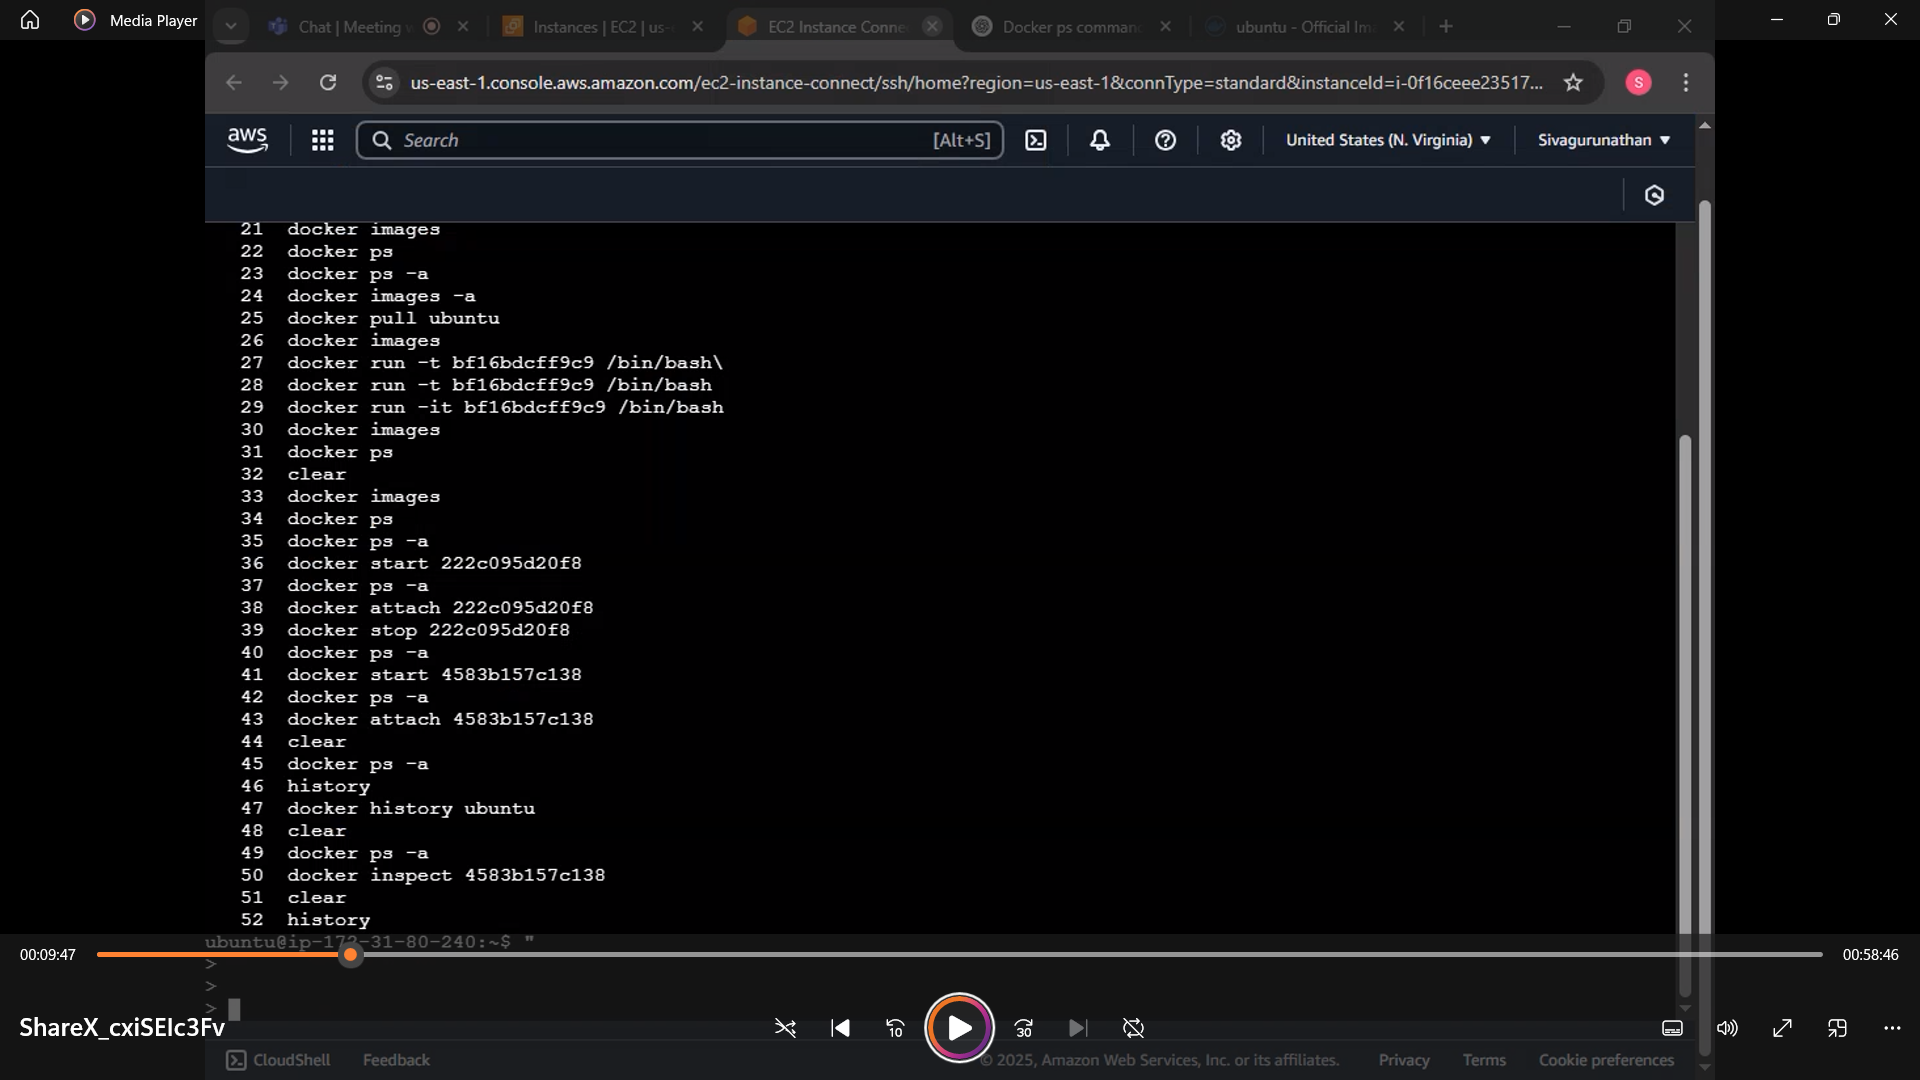 Media Player
Chat | Meeting w
Instances | EC2 | us-
EC2 Instance Conne
Docker ps comman
ubuntu - Official Im
us-east-1.console.aws.amazon.com/ec2-instance-connect/ssh/home?region=us-east-1&connType=standard&instanceId=i-0f16ceee23517...
S
aws
Search
[Alt+S]
United States (N. Virginia)
Sivagurunathan
21 docker images
22 docker ps
23 docker ps -a
24 docker images -a
25 docker pull ubuntu
26 docker images
27 docker run -t bf16bdcff9c9 /bin/bash\
28 docker run -t bf16bdcff9c9 /bin/bash
29 docker run -it bf16bdcff9c9 /bin/bash
30 docker images
31 docker ps
32 clear
33 docker images
34 docker ps
35 docker ps -a
36 docker start 222c095d20f8
37 docker ps -a
38 docker attach 222c095d20f8
39 docker stop 222c095d20f8
40 docker ps -a
41 docker start 4583b157c138
42 docker ps -a
43 docker attach 4583b157c138
44 clear
45 docker ps -a
46 history
47 docker history ubuntu
48 clear
49 docker ps -a
50 docker inspect 4583b157c138
51 clear
52 history
ubuntu@ip-172-31-80-240:~$ "
00:09:47
00:58:46
>
>
>
ShareX_cxiSEIc3Fv
10
30
CloudShell
Feedback
© 2025, Amazon Web Services, Inc. or its affiliates.
Privacy
Terms
Cookie preferences